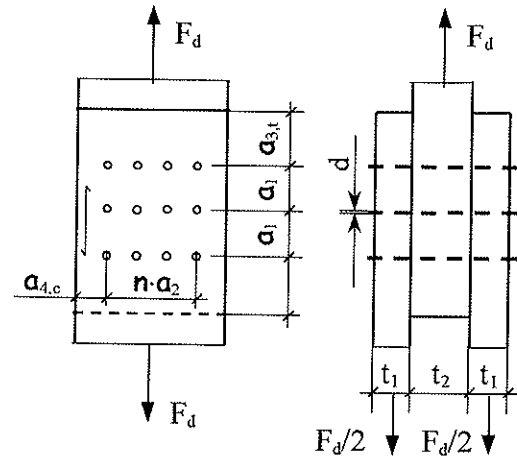 F_d
F_d
a_{3,t}
a_1
a_1
d
a_{4,c}
n·a_2
t_1
t_2
t_1
F_d
F_d/2
F_d/2